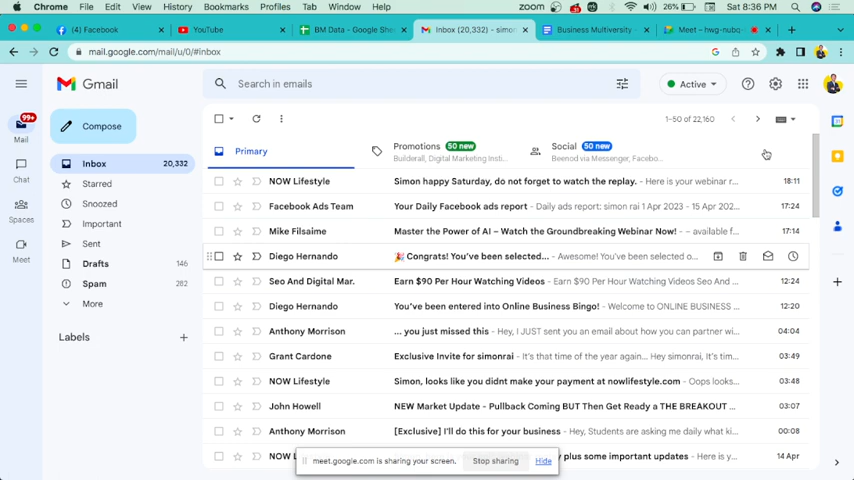 Chrome File Edit View History Bookmarks Profiles Tab Window Help zoom 26% Sat 8:36 PM
(4) Facebook YouTube BM Data - Google She Inbox (20,332) - simon Business Multiversity - Meet – hwg-nubq-
mail.google.com/mail/u/0/#inbox
Gmail Search in emails Active
Compose 1–50 of 22,160
99+
Mail
Inbox 20,332
Starred
Chat
Snoozed
Important
Spaces
Sent
Meet
Drafts 146
Spam 282
More
Labels
Primary
Promotions 50 new
Builderall, Digital Marketing Insti...
Social 50 new
Beenod via Messenger, Facebo...
NOW Lifestyle Simon happy Saturday, do not forget to watch the replay. - Here is your webinar r... 18:11
Facebook Ads Team Your Daily Facebook ads report - Daily ads report: simon rai 1 Apr 2023 - 15 Apr 202... 17:24
Mike Filsaime Master the Power of AI – Watch the Groundbreaking Webinar Now! - – available f... 17:14
Diego Hernando 🎉 Congrats! You've been selected... - Awesome! You've been selected o...
Seo And Digital Mar. Earn $90 Per Hour Watching Videos - Earn $90 Per Hour Watching Videos Seo And... 12:24
Diego Hernando You've been entered into Online Business Bingo! - Welcome to ONLINE BUSINESS ... 12:20
Anthony Morrison ... you just missed this - Hey, I JUST sent you an email about how you can partner wi... 04:04
Grant Cardone Exclusive Invite for simonrai - It's that time of the year again... Hey simonrai, It's tim... 03:49
NOW Lifestyle Simon, looks like you didnt make your payment at nowlifestyle.com - Oops looks... 03:48
John Howell NEW Market Update - Pullback Coming BUT Then Get Ready a THE BREAKOUT ... 03:07
Anthony Morrison [Exclusive] I'll do this for your business - Hey, Students are asking me daily what ki... 00:08
NOW L plus some important updates - Here is y... 14 Apr
meet.google.com is sharing your screen. Stop sharing Hide